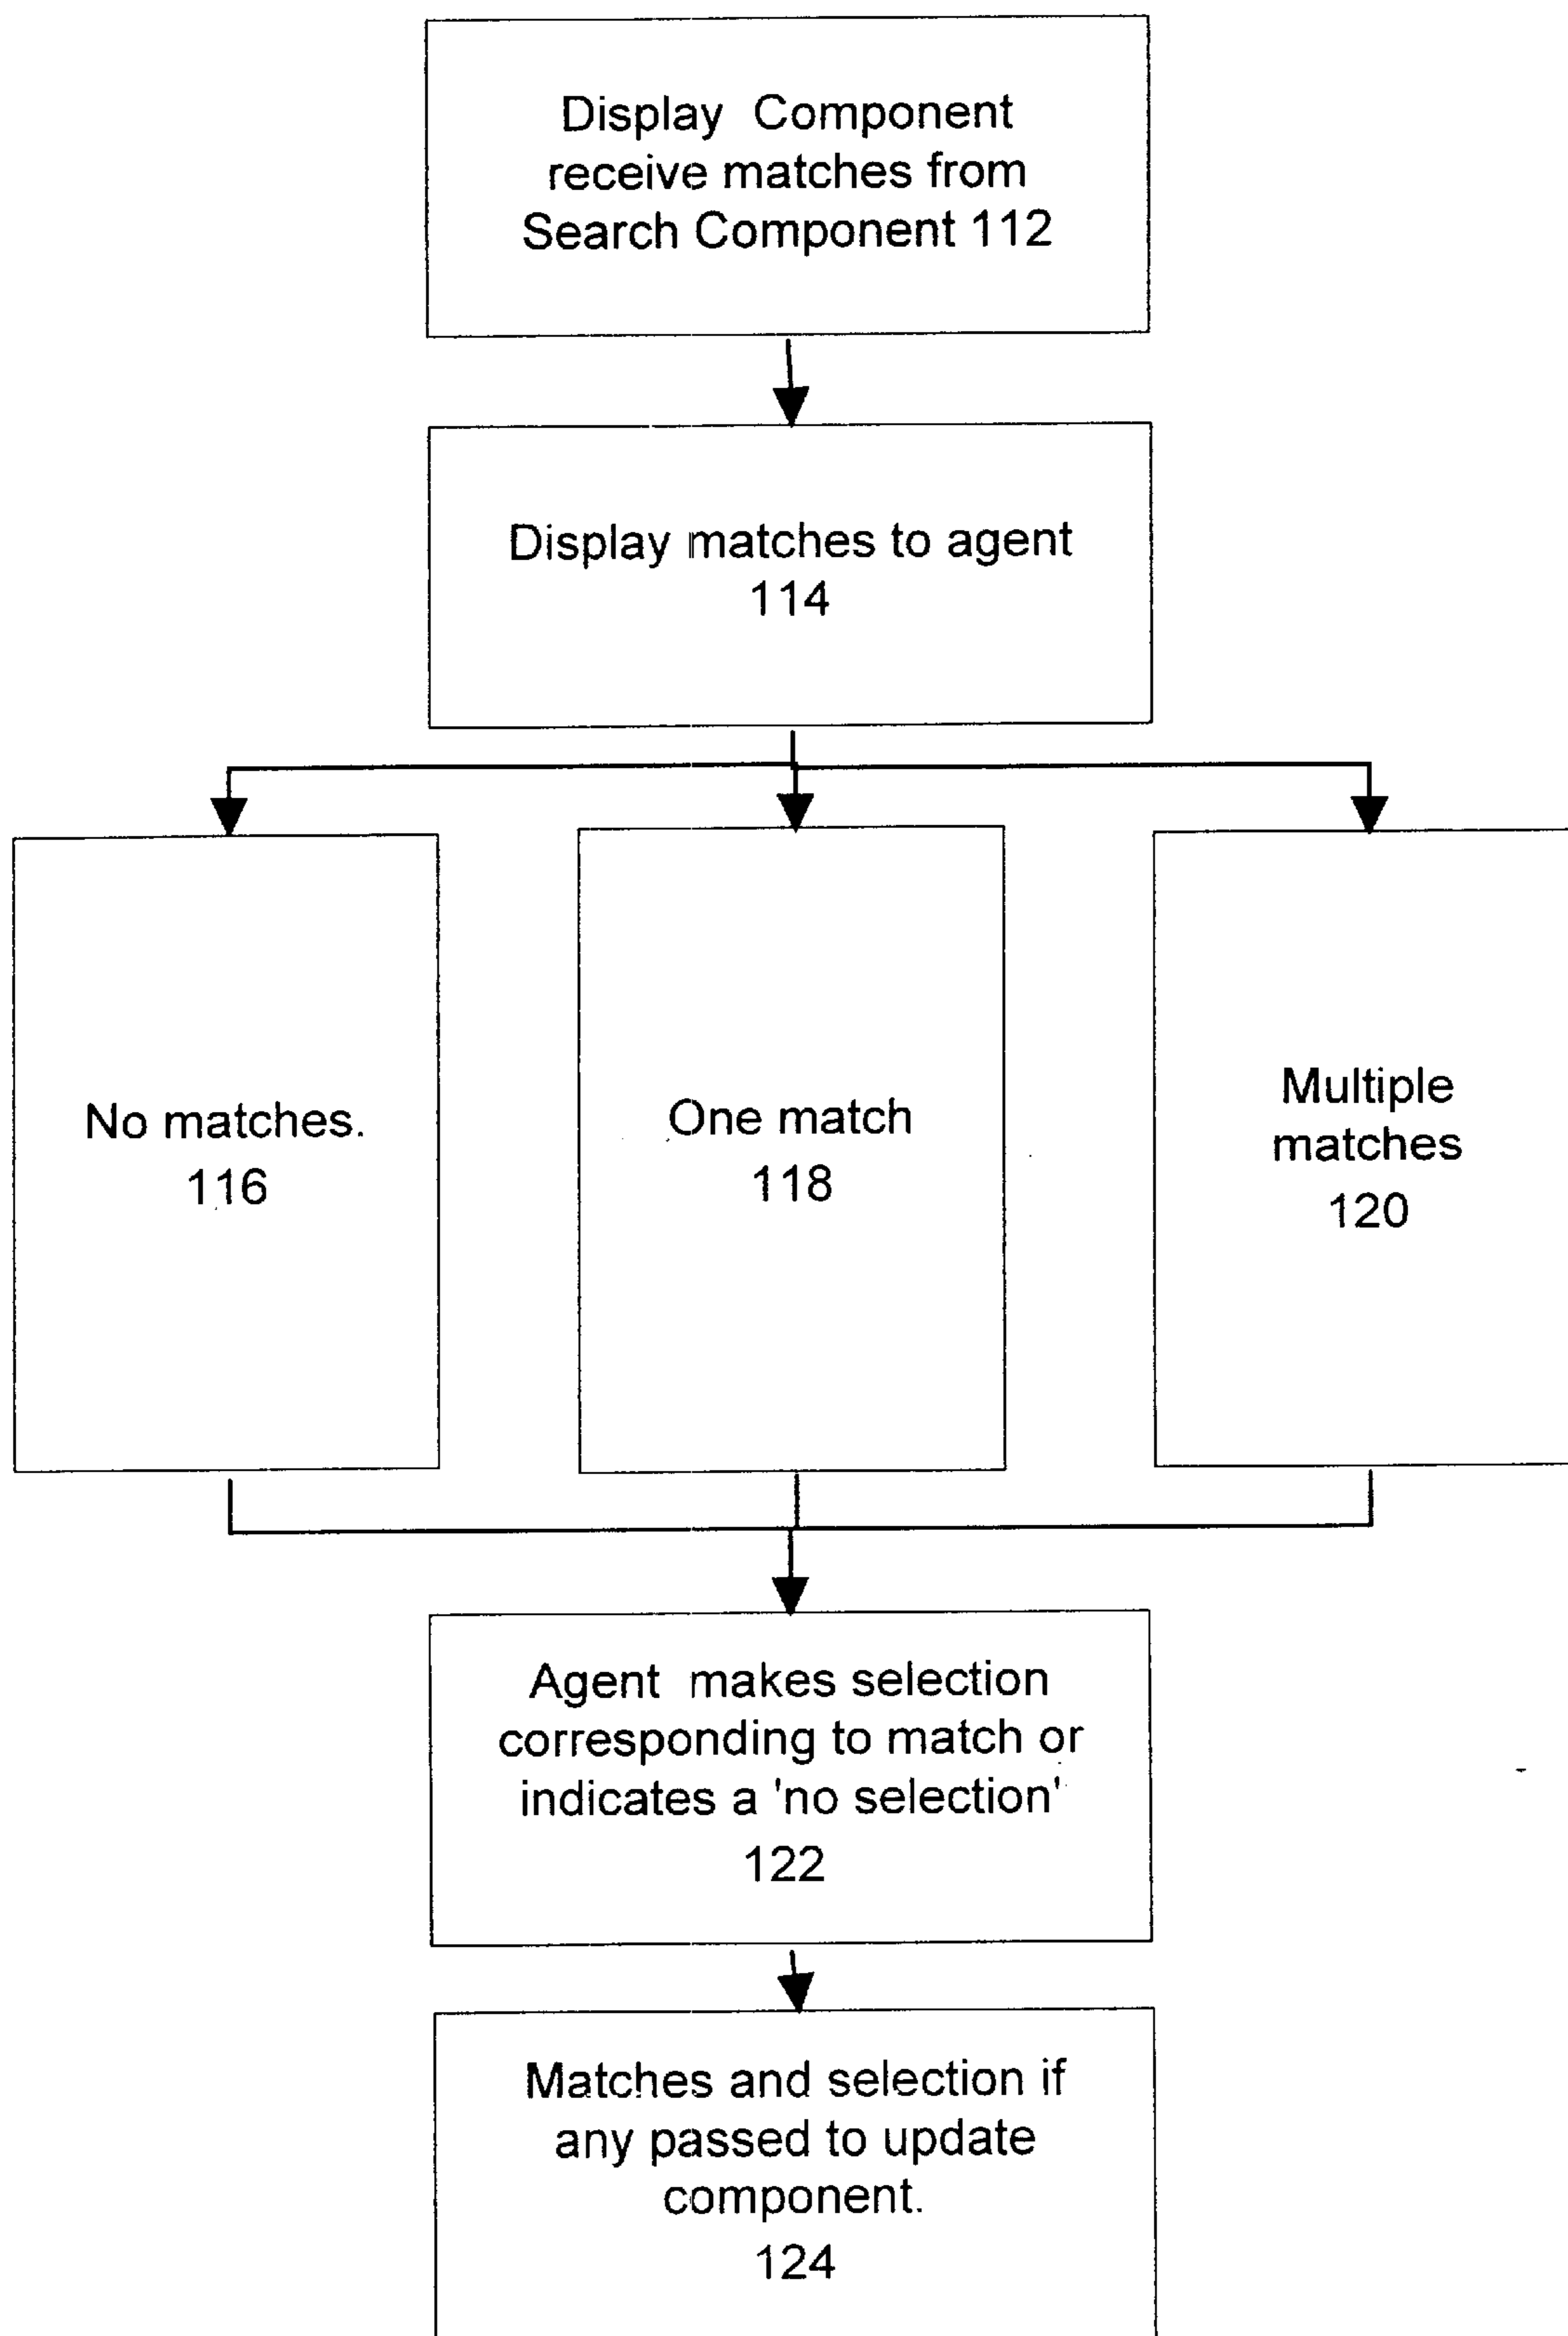 Display Component
receive matches from
Search Component 112
Display matches to agent
114
No matches.
116
One match
118
Multiple
matches
120
Agent makes selection
corresponding to match or
indicates a 'no selection'
122
Matches and selection if
any passed to update
component.
124